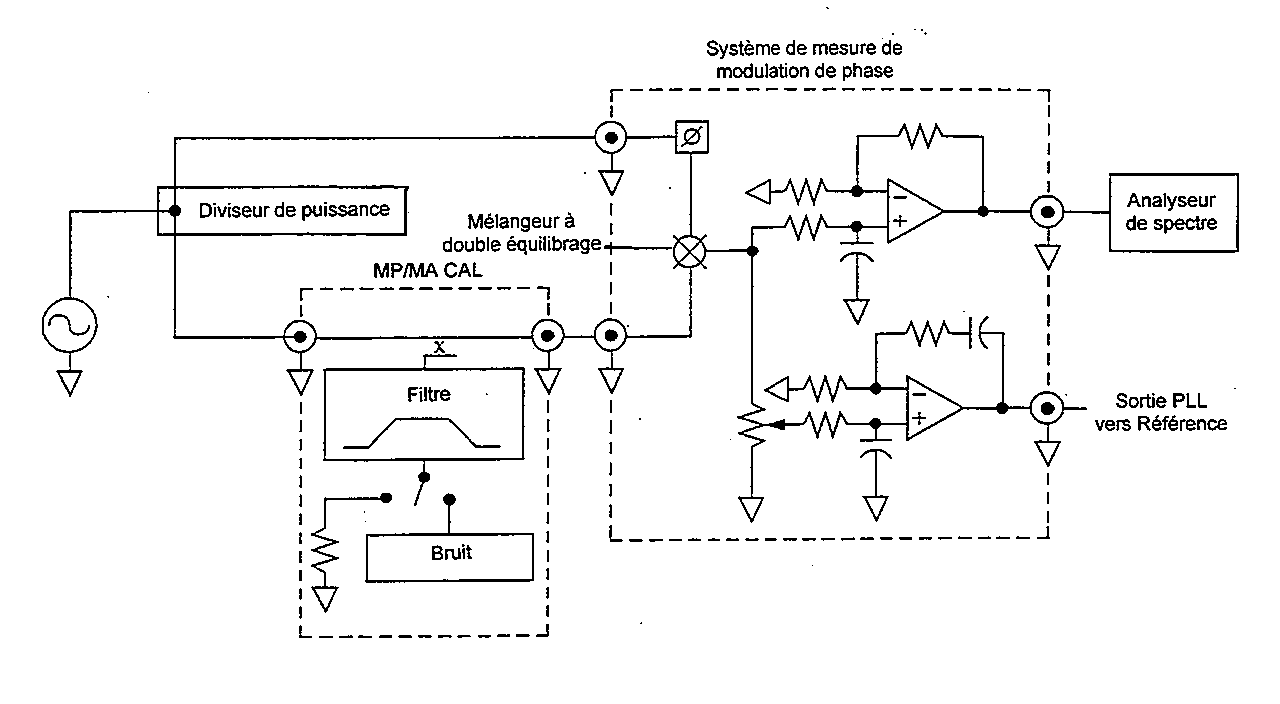 Système de mesure de
modulation de phase
Ø
Diviseur de puissance
Mélangeur à
double équilibrage
Analyseur
de spectre
MP/MA CAL
X
Filtre
Sortie PLL
vers Référence
Bruit